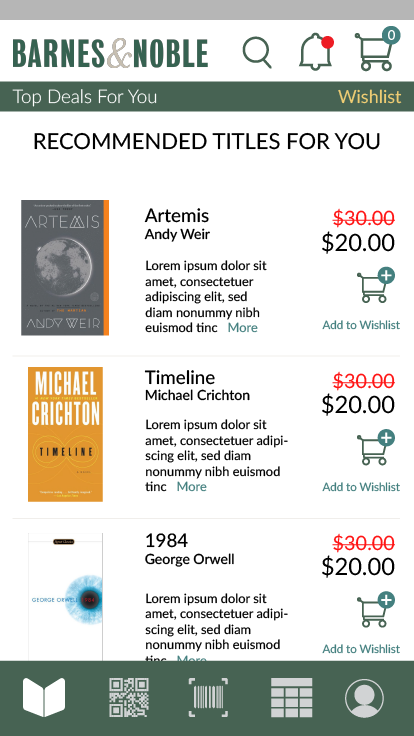 BARNES&NOBLE
0
Top Deals For You
Wishlist
RECOMMENDED TITLES FOR YOU
ARTEMIS
ANDY WEIR
Artemis
Andy Weir
Lorem ipsum dolor sit
amet, consectetuer
adipiscing elit, sed
diam nonummy nibh
euismod tinc More
$30.00
$20.00
Add to Wishlist
MICHAEL
CRICHTON
TIMELINE
Timeline
Michael Crichton
Lorem ipsum dolor sit
amet, consectetuer adipi-
scing elit, sed diam
nonummy nibh euismod
tinc More
$30.00
$20.00
Add to Wishlist
GEORGE ORWELL
1984
George Orwell
Lorem ipsum dolor sit
amet, consectetuer adipi-
scing elit, sed diam
nonummy nibh euismod
tinc More
$30.00
$20.00
Add to Wishlist